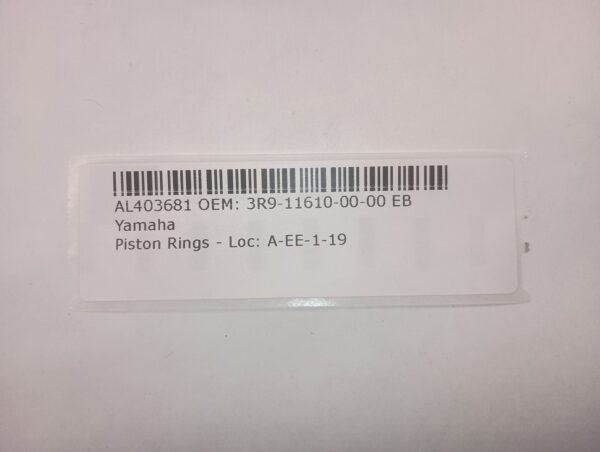 AL403681 OEM: 3R9-11610-00-00 EB
Yamaha
Piston Rings - Loc: A-EE-1-19